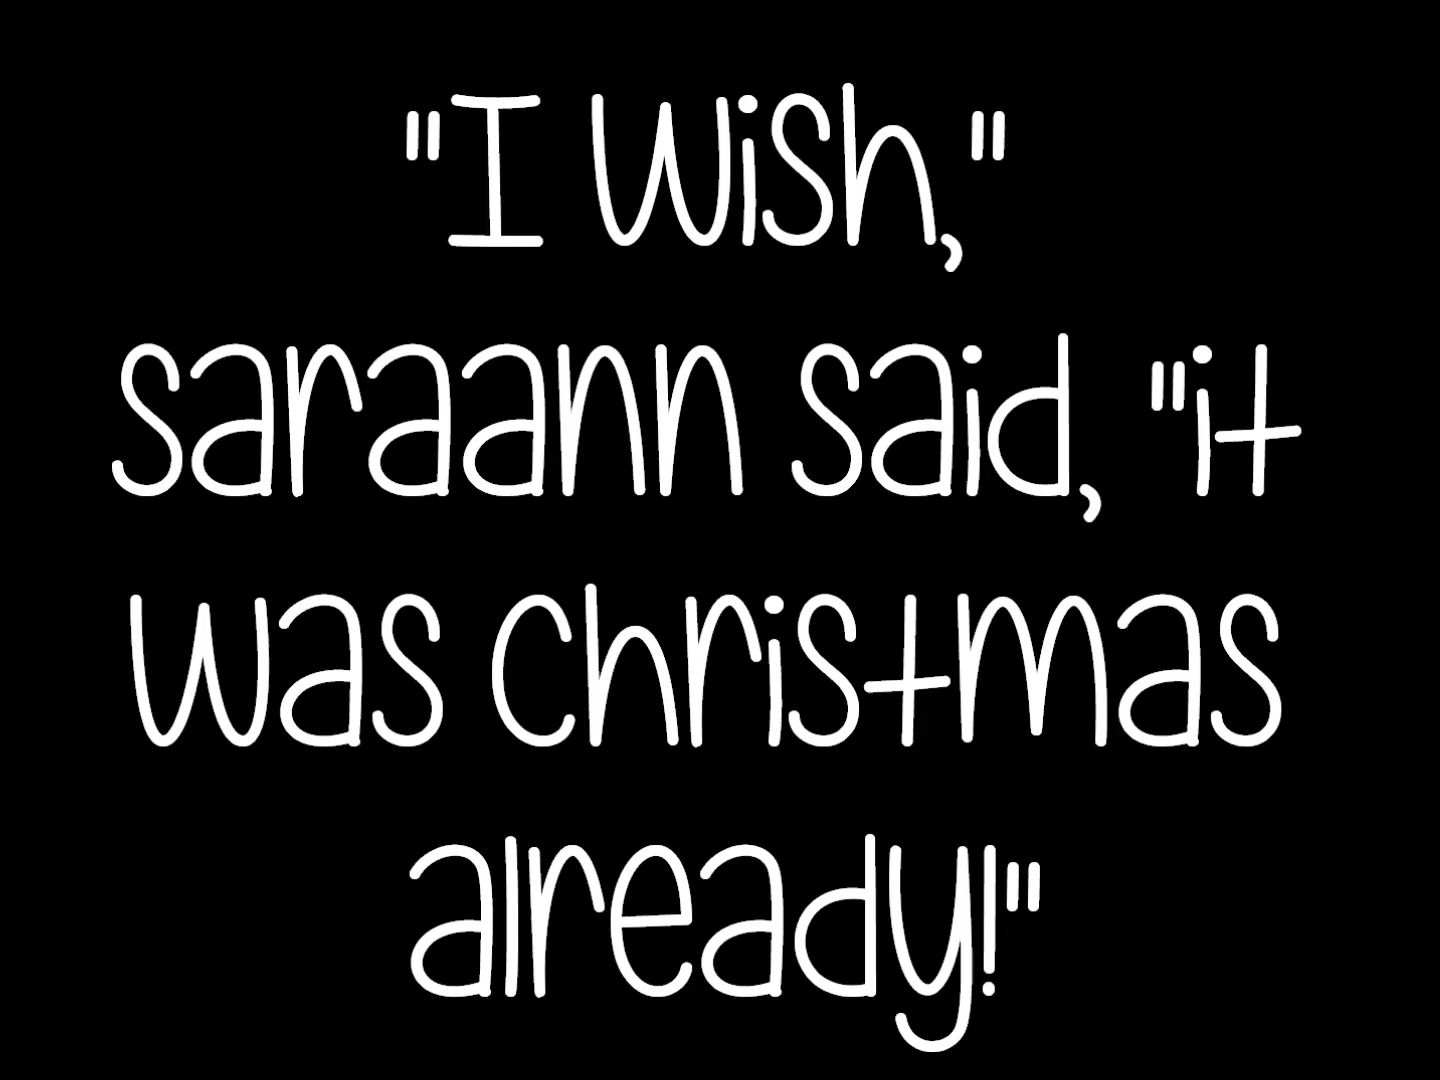 "I wish,"
saraann said, "it
was christmas
already!"